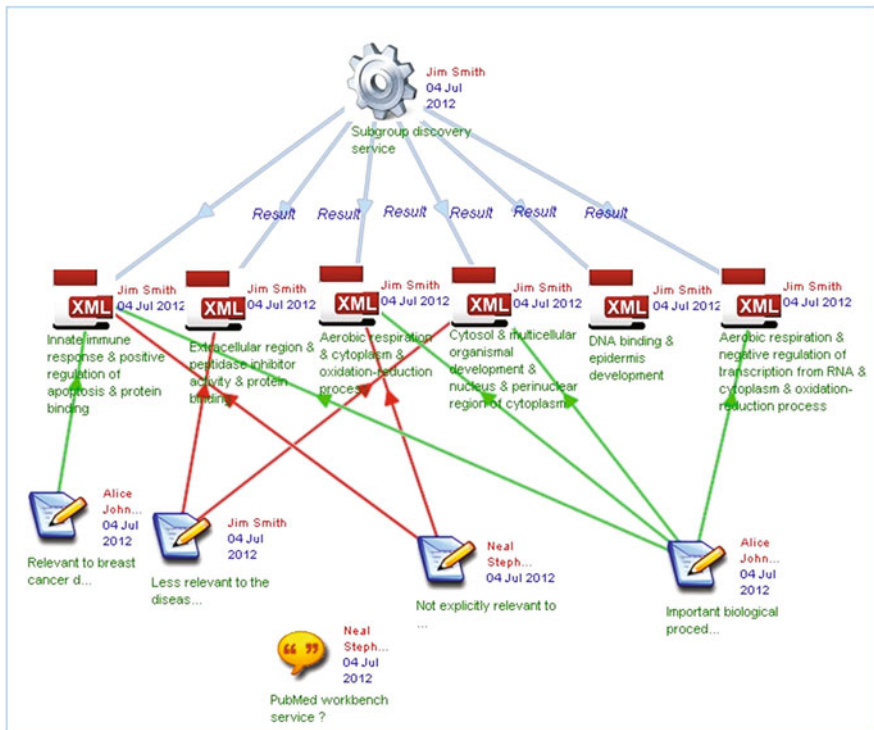 Jim Smith
04 Jul
2012
Subgroup discovery
service
Result
Result
Result
Result
Result
Result
XML
Jim Smith
04 Jul 2012
Innate immune
response & positive
regulation of
apoptosis & protein
binding
XML
Jim Smith
04 Jul 2012
Extracellular region &
peptidase inhibitor
activity & protein
binding
XML
Jim Smith
04 Jul 2012
Aerobic respiration
& cytoplasm &
oxidation-reduction
process
XML
Jim Smith
04 Jul 2012
Cytosol & multicellular
organismal
development &
nucleus & perinuclear
region of cytoplasm
XML
Jim Smith
04 Jul 2012
DNA binding &
epidermis
development
XML
Jim Smith
04 Jul 2012
Aerobic respiration &
negative regulation of
transcription from RNA &
cytoplasm & oxidation-
reduction process
Alice
John...
04 Jul
2012
Relevant to breast
cancer d...
Jim Smith
04 Jul
2012
Less relevant to the
diseas...
Neal
Steph...
04 Jul 2012
Not explicitly relevant to
...
Alice
John...
04 Jul
2012
Important biological
proced...
Neal
Steph...
04 Jul
2012
PubMed workbench
service ?